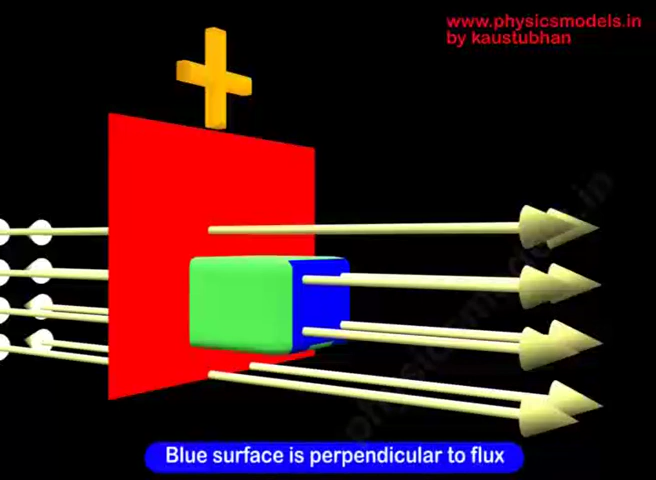 www.physicsmodels.in
by kaustubhan
Blue surface is perpendicular to flux